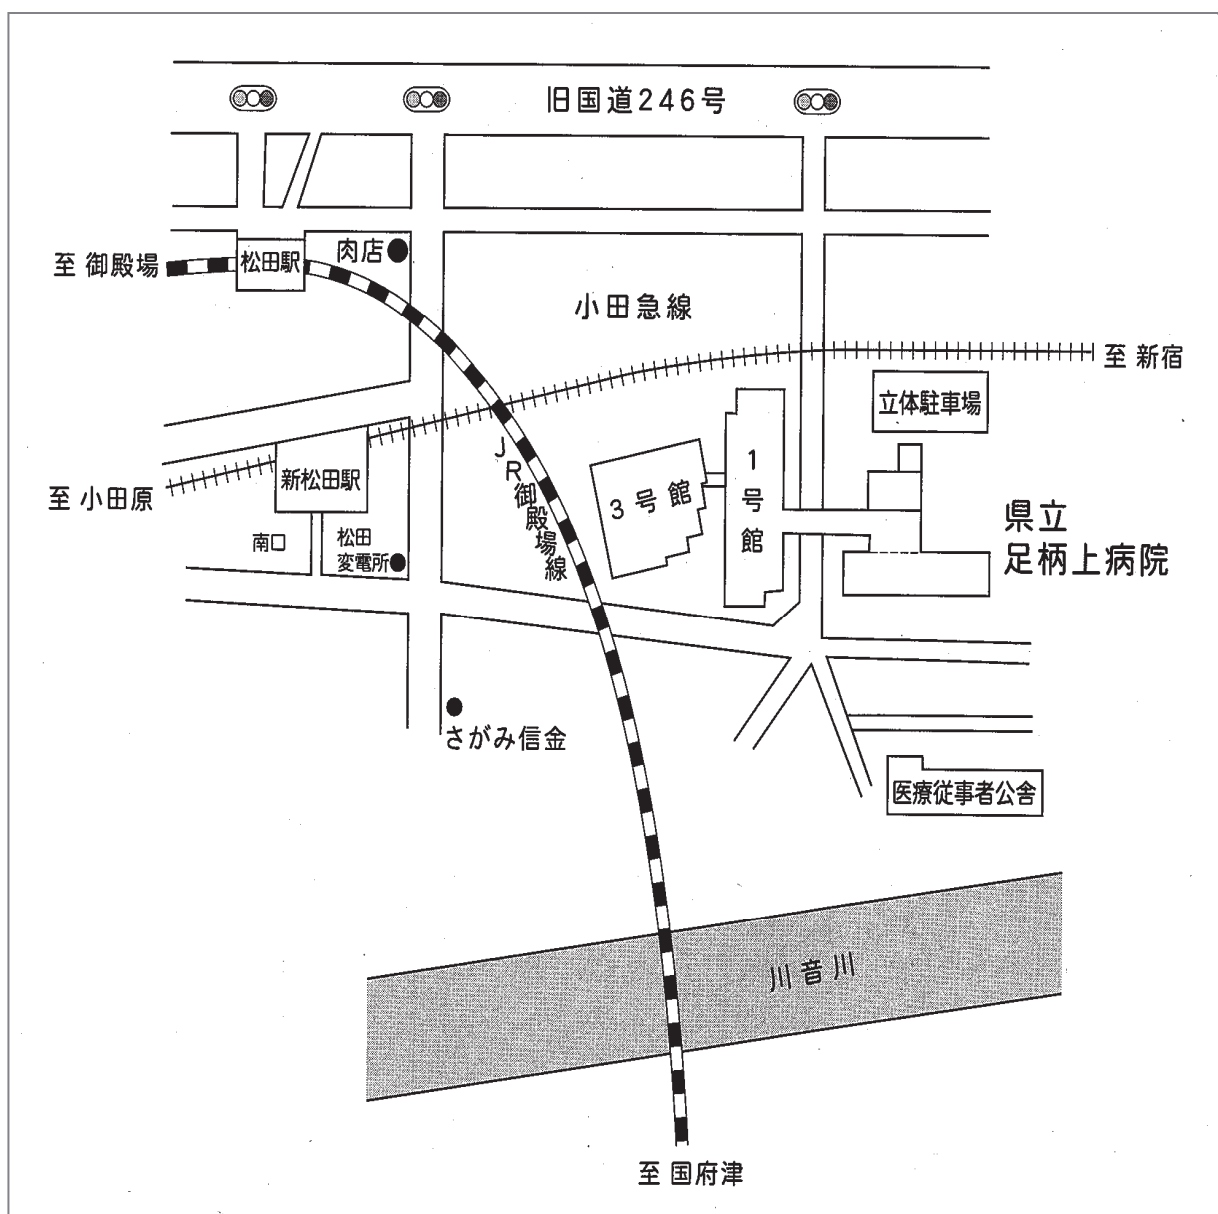 旧国道246号
肉店
至 御殿場
松田駅
小田急線
至 新宿
立体駐車場
JR御殿場線
1号館
3号館
新松田駅
至 小田原
県立
足柄上病院
南口
松田
変電所
さがみ信金
医療従事者公舎
川音川
至 国府津